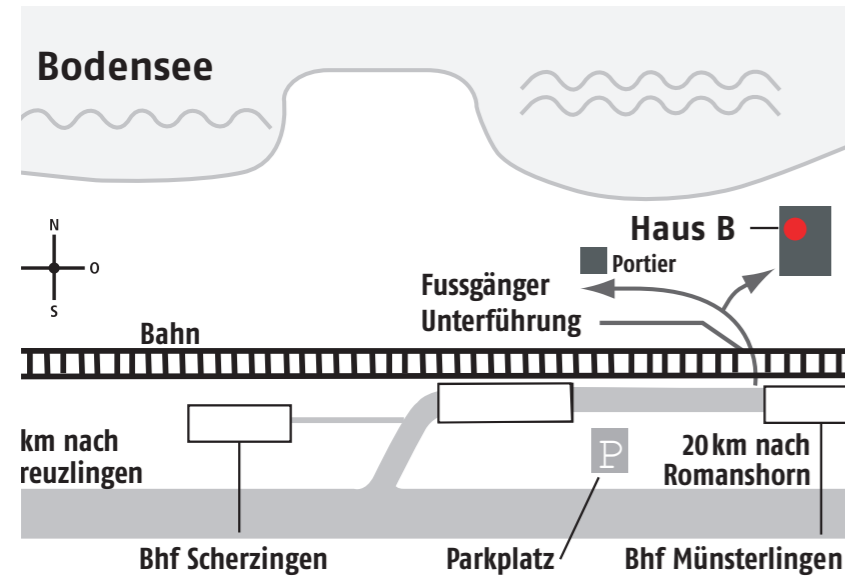 Bodensee
N
O
S
Haus B
Portier
Fussgänger
Unterführung
Bahn
km nach
reuzlingen
P
20 km nach
Romanshorn
Bhf Scherzingen
Parkplatz
Bhf Münsterlingen